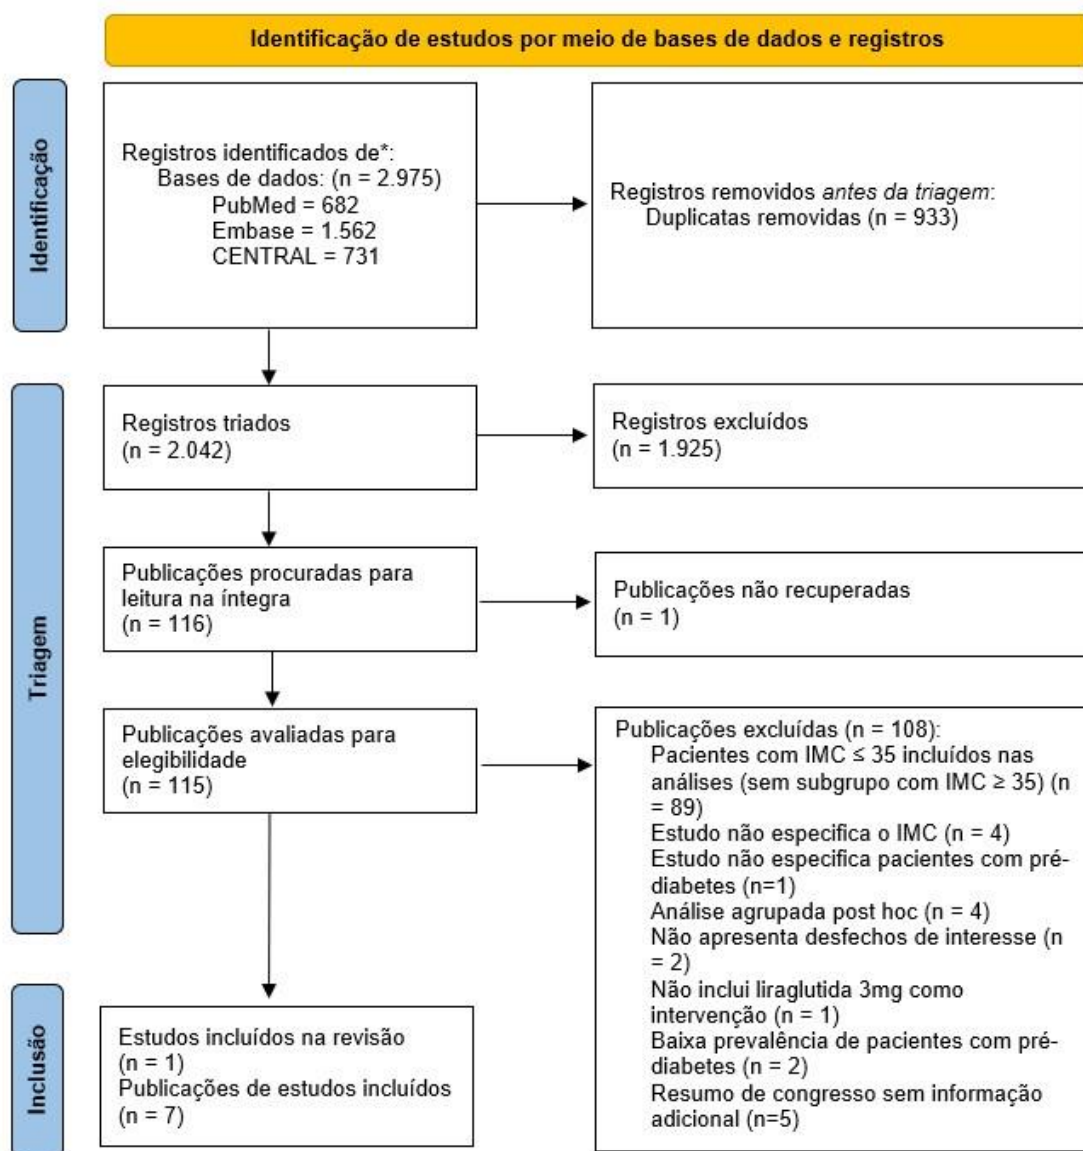 Identificação de estudos por meio de bases de dados e registros
Identificação
Registros identificados de*:
Bases de dados: (n = 2.975)
PubMed = 682
Embase = 1.562
CENTRAL = 731
Registros removidos antes da triagem:
Duplicatas removidas (n = 933)
Triagem
Registros triados
(n = 2.042)
Registros excluídos
(n = 1.925)
Publicações procuradas para
leitura na íntegra
(n = 116)
Publicações não recuperadas
(n = 1)
Publicações avaliadas para
elegibilidade
(n = 115)
Publicações excluídas (n = 108):
Pacientes com IMC ≤ 35 incluídos nas
análises (sem subgrupo com IMC ≥ 35) (n
= 89)
Estudo não especifica o IMC (n = 4)
Estudo não especifica pacientes com pré-
diabetes (n=1)
Análise agrupada post hoc (n = 4)
Não apresenta desfechos de interesse (n
= 2)
Não inclui liraglutida 3mg como
intervenção (n = 1)
Baixa prevalência de pacientes com pré-
diabetes (n = 2)
Resumo de congresso sem informação
adicional (n=5)
Inclusão
Estudos incluídos na revisão
(n = 1)
Publicações de estudos incluídos
(n = 7)